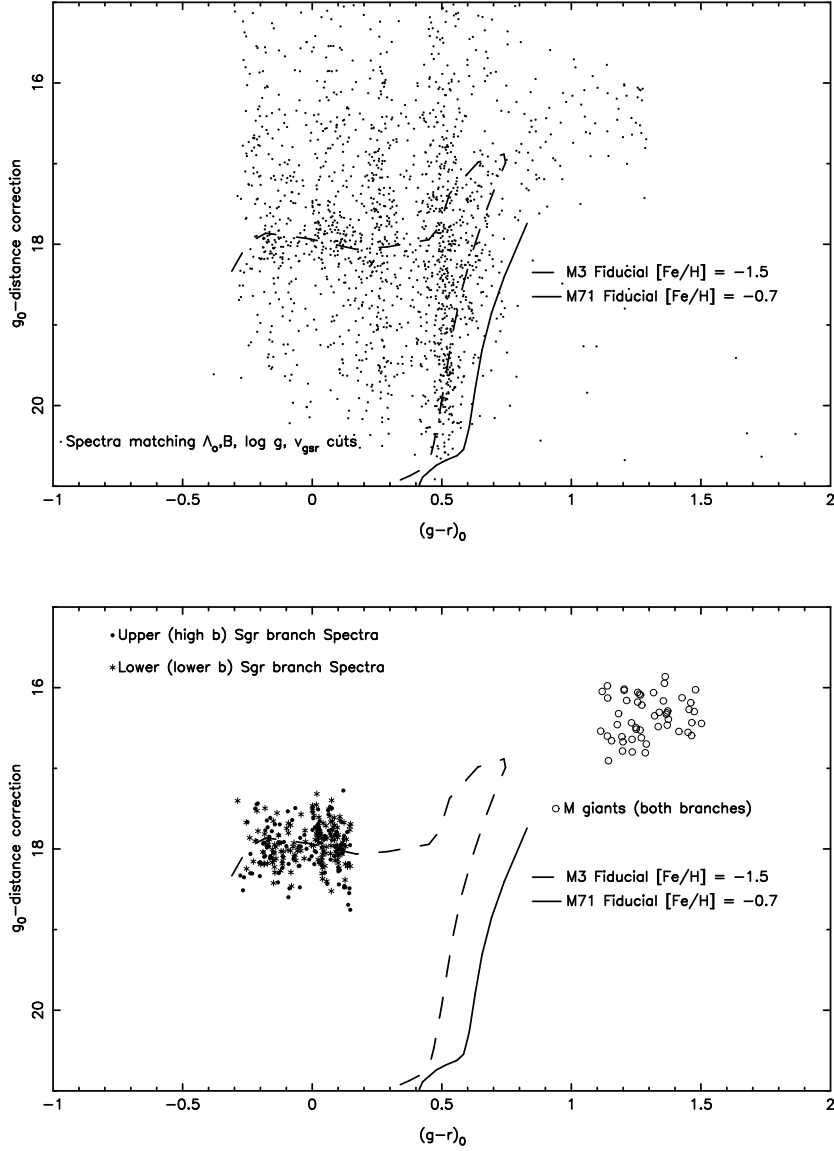 16
18
20
g0−distance correction
M3 Fiducial [Fe/H] = −1.5
M71 Fiducial [Fe/H] = −0.7
Spectra matching Λo,B, log g, vgsr cuts
−1
−0.5
0
0.5
1
1.5
2
(g−r)0
Upper (high b) Sgr branch Spectra
Lower (lower b) Sgr branch Spectra
16
18
20
g0−distance correction
M giants (both branches)
M3 Fiducial [Fe/H] = −1.5
M71 Fiducial [Fe/H] = −0.7
−1
−0.5
0
0.5
1
1.5
2
(g−r)0